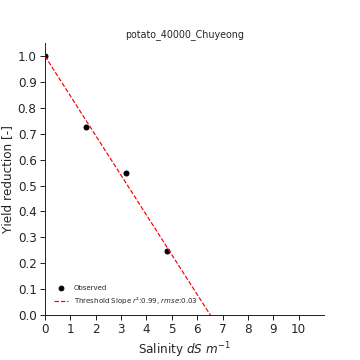 potato_40000_Chuyeong
1.0
0.9
0.8
0.7
0.6
0.5
0.4
0.3
0.2
0.1
0.0
Yield reduction [-]
Observed
Threshold Slope r²:0.99, rmse:0.03
0 1 2 3 4 5 6 7 8 9 10
Salinity dS m⁻¹